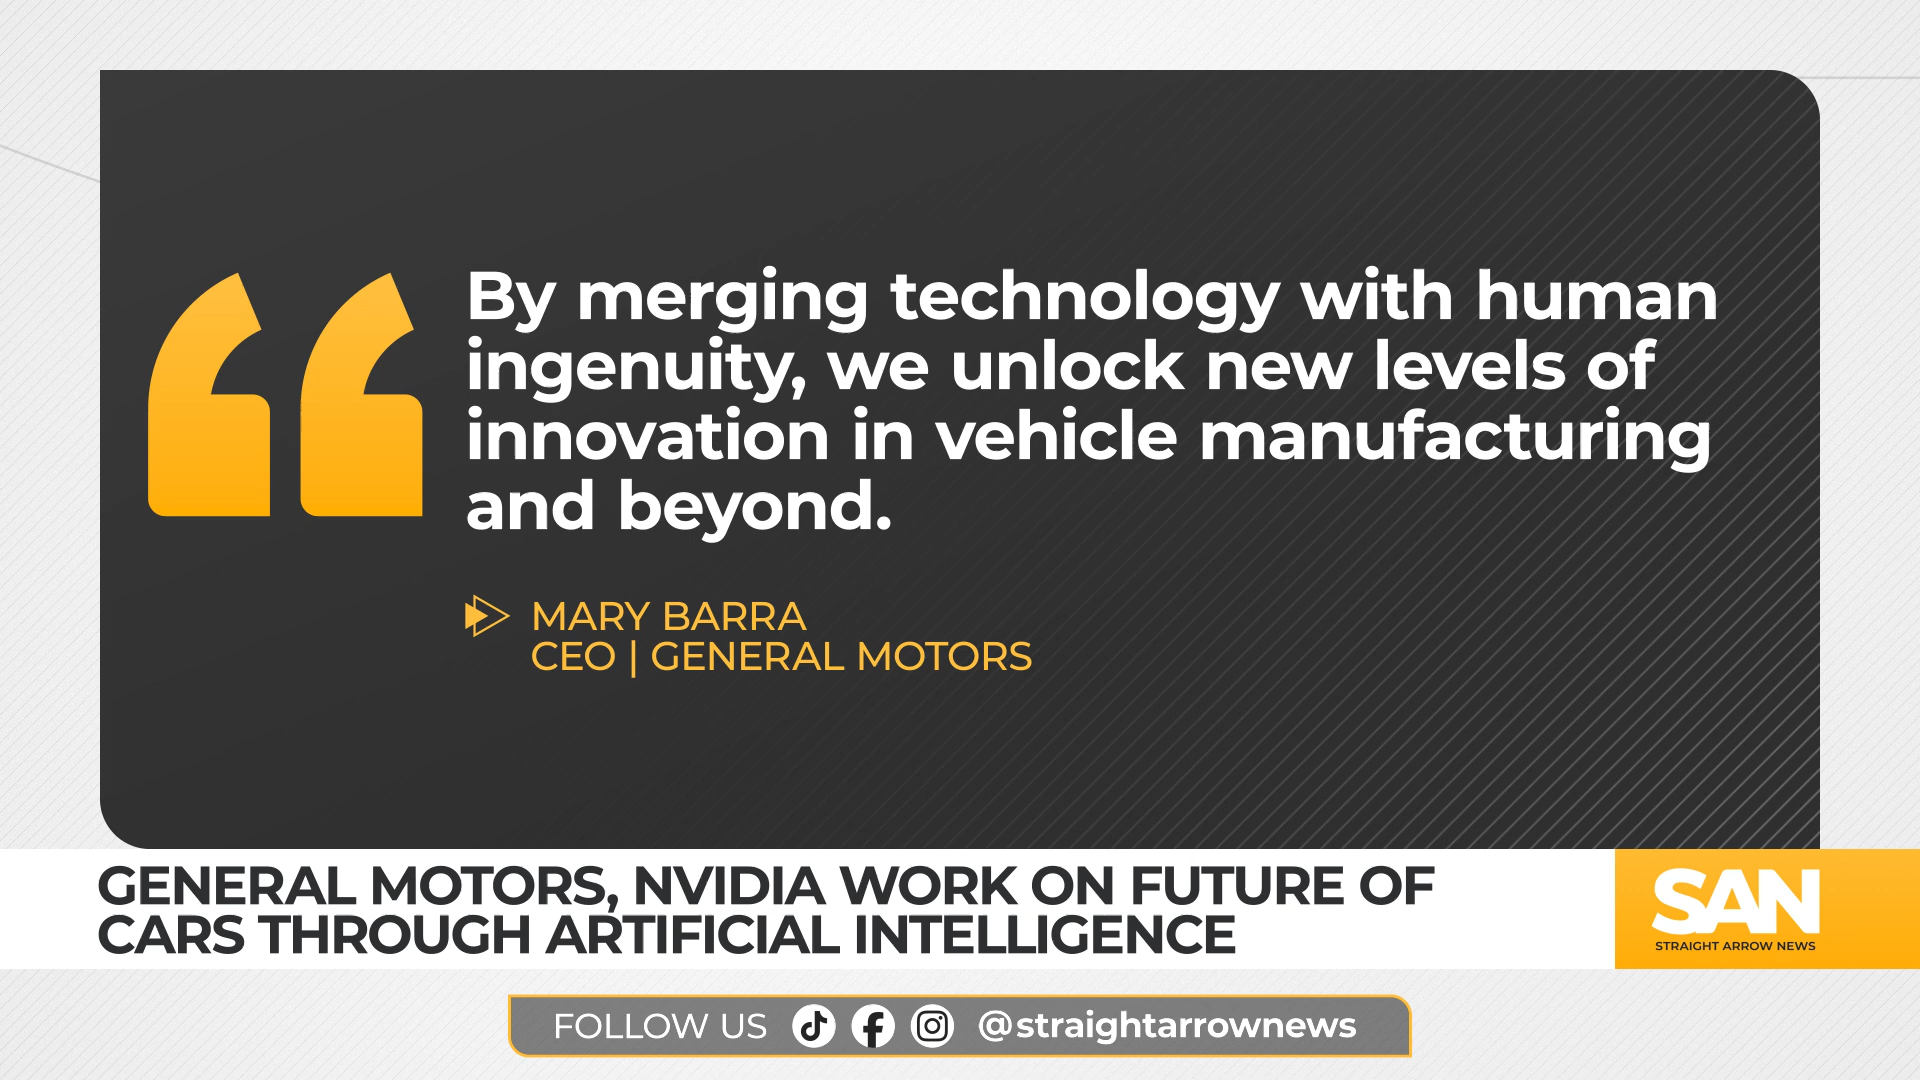 By merging technology with human
ingenuity, we unlock new levels of
innovation in vehicle manufacturing
and beyond.
MARY BARRA
CEO | GENERAL MOTORS
GENERAL MOTORS, NVIDIA WORK ON FUTURE OF
CARS THROUGH ARTIFICIAL INTELLIGENCE
SAN
STRAIGHT ARROW NEWS
FOLLOW US @straightarrownews